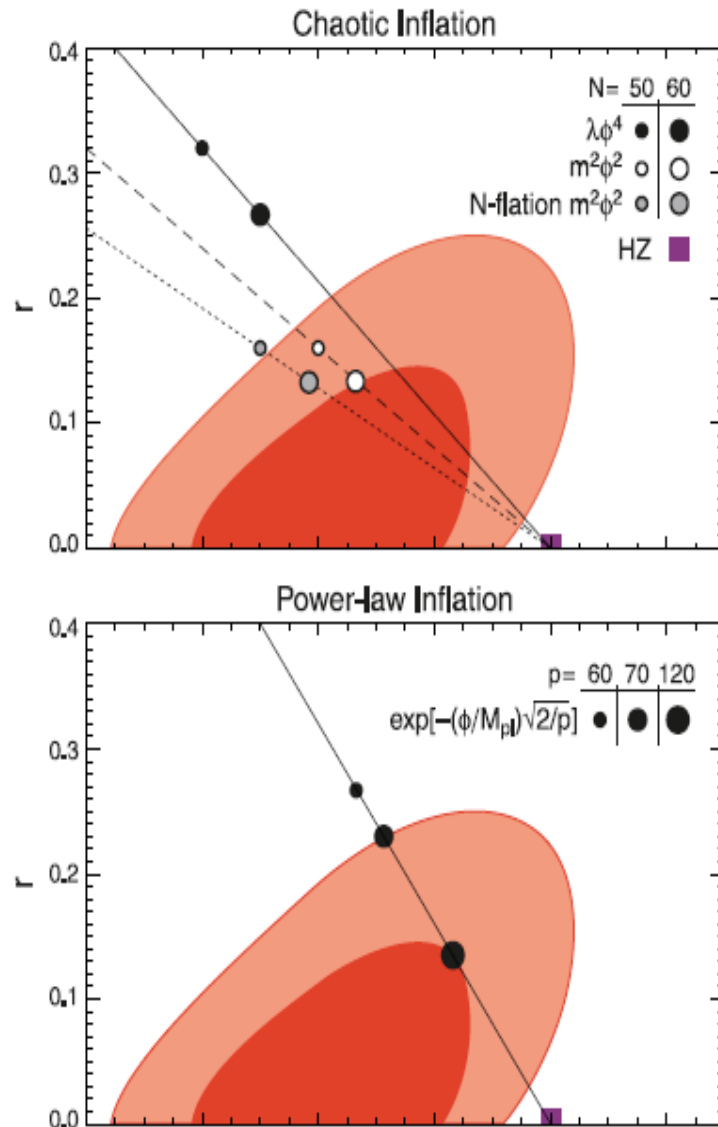 Chaotic Inflation
0.4
N= 50 60
λϕ⁴
m²ϕ²
0.3
N-flation m²ϕ²
HZ
r
0.2
0.1
0.0
Power-law Inflation
0.4
p= 60 70 120
exp[-(ϕ/Mpl)√2/p]
0.3
r
0.2
0.1
0.0